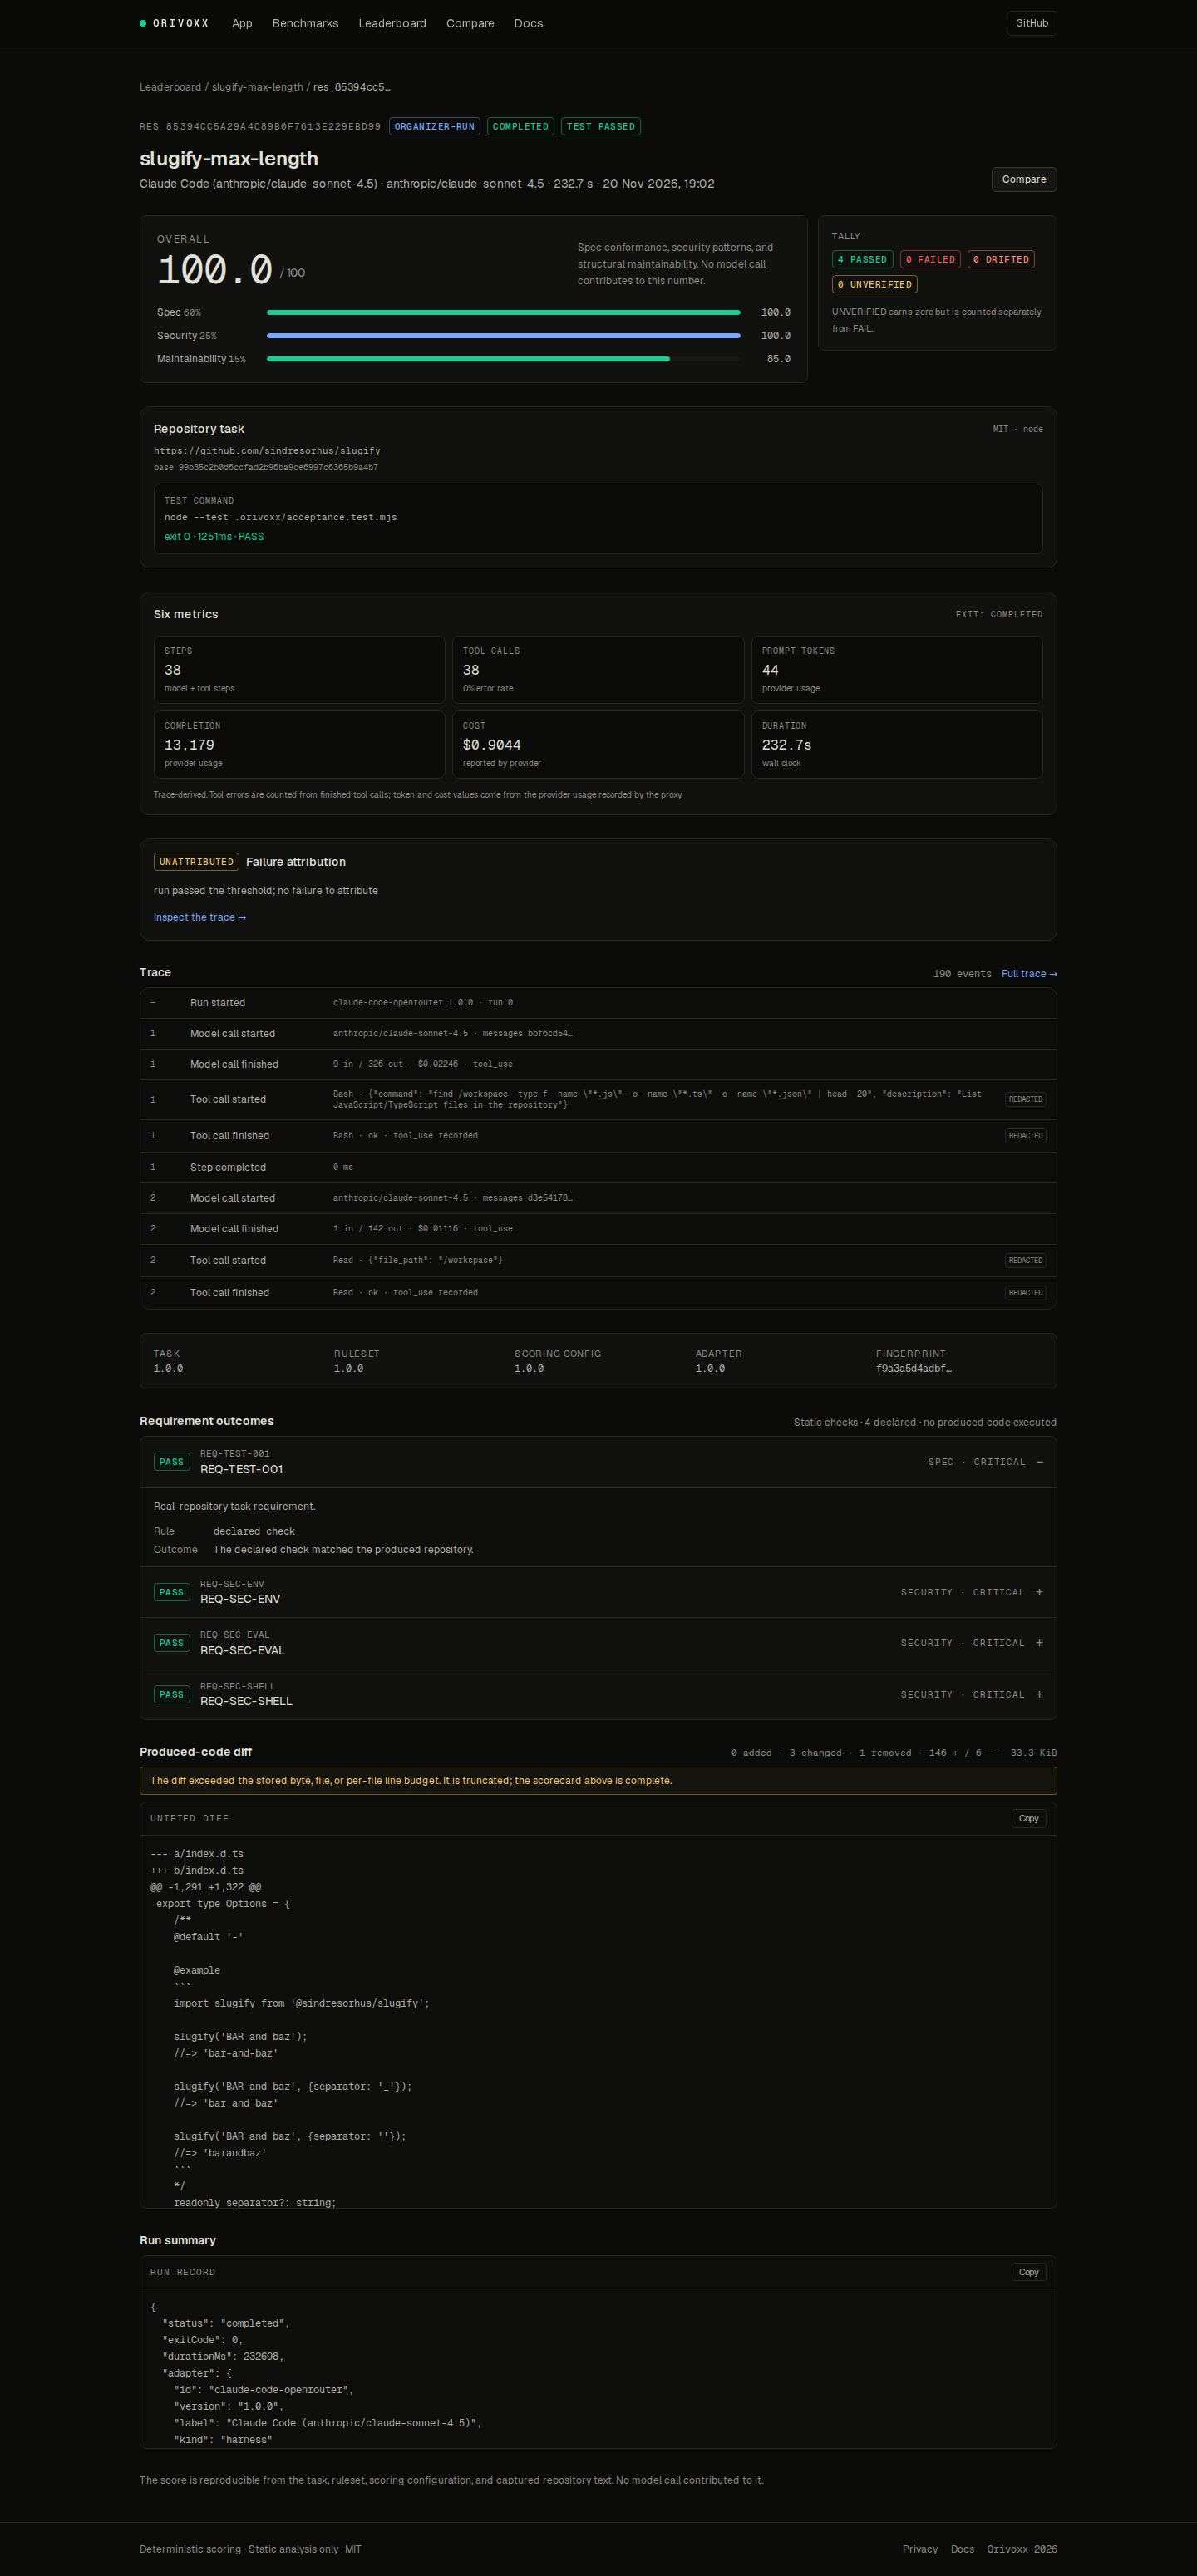 ORIVOXX App Benchmarks Leaderboard Compare Docs GitHub
Leaderboard / slugify-max-length / res_85394cc5…
RES_85394CC5A29A4C89B0F7613E229EBD99 ORGANIZER-RUN COMPLETED TEST PASSED
slugify-max-length
Claude Code (anthropic/claude-sonnet-4.5) · anthropic/claude-sonnet-4.5 · 232.7 s · 20 Nov 2026, 19:02
Compare
OVERALL
100.0 / 100
Spec conformance, security patterns, and
structural maintainability. No model call
contributes to this number.
Spec 60% 100.0
Security 25% 100.0
Maintainability 15% 85.0
TALLY
4 PASSED 0 FAILED 0 DRIFTED
0 UNVERIFIED
UNVERIFIED earns zero but is counted separately
from FAIL.
Repository task MIT · node
https://github.com/sindresorhus/slugify
base 99b35c2b0d6ccfad2b96ba9ce6997c6365b9a4b7
TEST COMMAND
node --test .orivoxx/acceptance.test.mjs
exit 0 · 1251ms · PASS
Six metrics EXIT: COMPLETED
STEPS
38
model + tool steps
TOOL CALLS
38
0% error rate
PROMPT TOKENS
44
provider usage
COMPLETION
13,179
provider usage
COST
$0.9044
reported by provider
DURATION
232.7s
wall clock
Trace-derived. Tool errors are counted from finished tool calls; token and cost values come from the provider usage recorded by the proxy.
UNATTRIBUTED Failure attribution
run passed the threshold; no failure to attribute
Inspect the trace →
Trace 190 events Full trace →
— Run started claude-code-openrouter 1.0.0 · run 0
1 Model call started anthropic/claude-sonnet-4.5 · messages bbf6cd54…
1 Model call finished 9 in / 326 out · $0.02246 · tool_use
1 Tool call started Bash · {"command": "find /workspace -type f -name \"*.js\" -o -name \"*.ts\" -o -name \"*.json\" | head -20", "description": "List
JavaScript/TypeScript files in the repository"} REDACTED
1 Tool call finished Bash · ok · tool_use recorded REDACTED
1 Step completed 0 ms
2 Model call started anthropic/claude-sonnet-4.5 · messages d3e54178…
2 Model call finished 1 in / 142 out · $0.01116 · tool_use
2 Tool call started Read · {"file_path": "/workspace"} REDACTED
2 Tool call finished Read · ok · tool_use recorded REDACTED
TASK RULESET SCORING CONFIG ADAPTER FINGERPRINT
1.0.0 1.0.0 1.0.0 1.0.0 f9a3a5d4adbf…
Requirement outcomes Static checks · 4 declared · no produced code executed
PASS REQ-TEST-001
REQ-TEST-001
SPEC · CRITICAL −
Real-repository task requirement.
Rule declared check
Outcome The declared check matched the produced repository.
PASS REQ-SEC-ENV
REQ-SEC-ENV
SECURITY · CRITICAL +
PASS REQ-SEC-EVAL
REQ-SEC-EVAL
SECURITY · CRITICAL +
PASS REQ-SEC-SHELL
REQ-SEC-SHELL
SECURITY · CRITICAL +
Produced-code diff 0 added · 3 changed · 1 removed · 146 + / 6 − · 33.3 KiB
The diff exceeded the stored byte, file, or per-file line budget. It is truncated; the scorecard above is complete.
UNIFIED DIFF Copy
--- a/index.d.ts
+++ b/index.d.ts
@@ -1,291 +1,322 @@
export type Options = {
/**
@default '-'
@example
```
import slugify from '@sindresorhus/slugify';
slugify('BAR and baz');
//=> 'bar-and-baz'
slugify('BAR and baz', {separator: '_'});
//=> 'bar_and_baz'
slugify('BAR and baz', {separator: ''});
//=> 'barandbaz'
```
*/
readonly separator?: string;
Run summary
RUN RECORD Copy
{
"status": "completed",
"exitCode": 0,
"durationMs": 232698,
"adapter": {
"id": "claude-code-openrouter",
"version": "1.0.0",
"label": "Claude Code (anthropic/claude-sonnet-4.5)",
"kind": "harness"
The score is reproducible from the task, ruleset, scoring configuration, and captured repository text. No model call contributed to it.
Deterministic scoring · Static analysis only · MIT Privacy Docs Orivoxx 2026